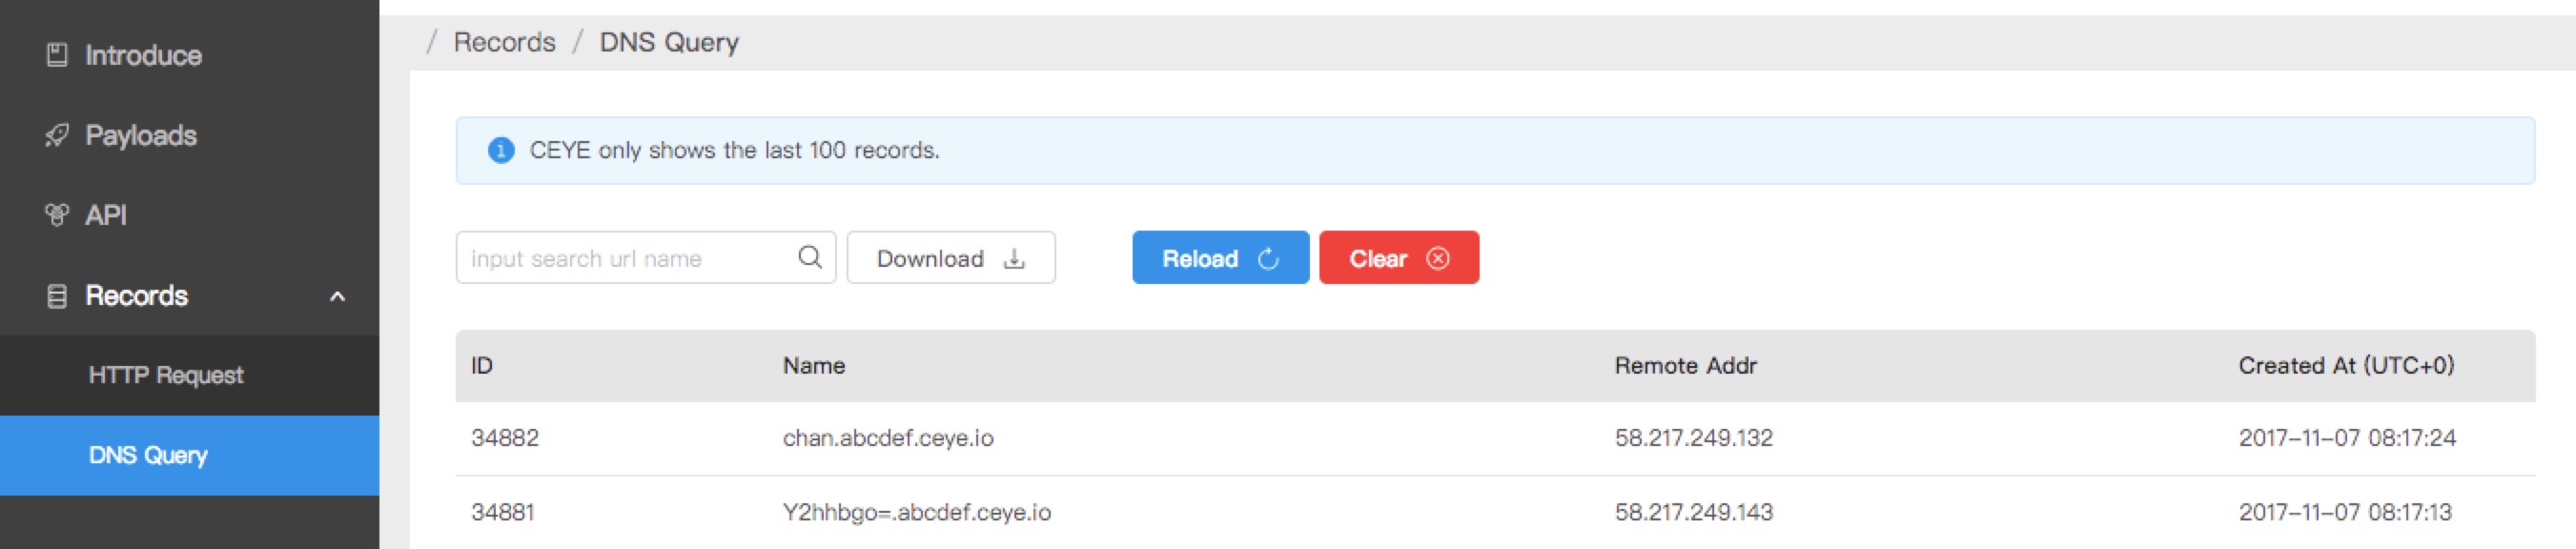 Introduce
Payloads
API
Records
HTTP Request
DNS Query
/ Records / DNS Query
CEYE only shows the last 100 records.
input search url name Download Reload Clear
ID Name Remote Addr Created At (UTC+0)
34882 chan.abcdef.ceye.io 58.217.249.132 2017-11-07 08:17:24
34881 Y2hhbgo=.abcdef.ceye.io 58.217.249.143 2017-11-07 08:17:13